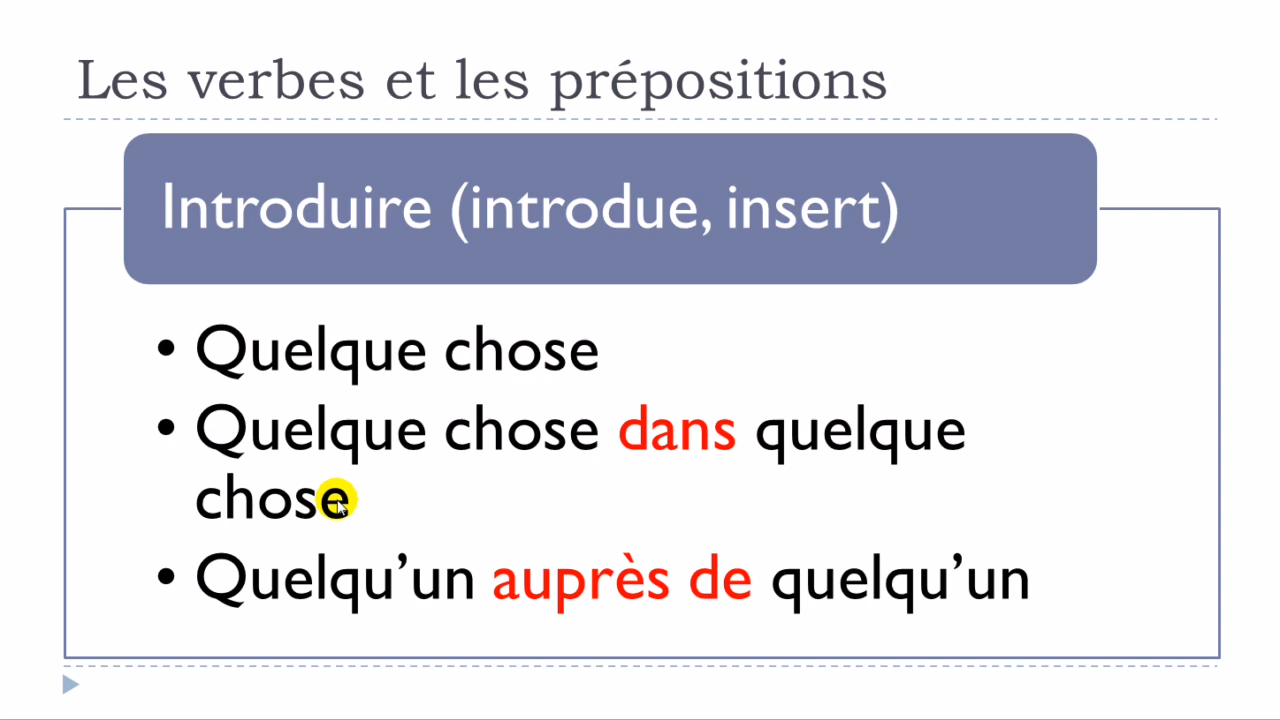 Les verbes et les prépositions
Introduire (introdue, insert)
• Quelque chose
• Quelque chose dans quelque
chose
• Quelqu’un auprès de quelqu’un